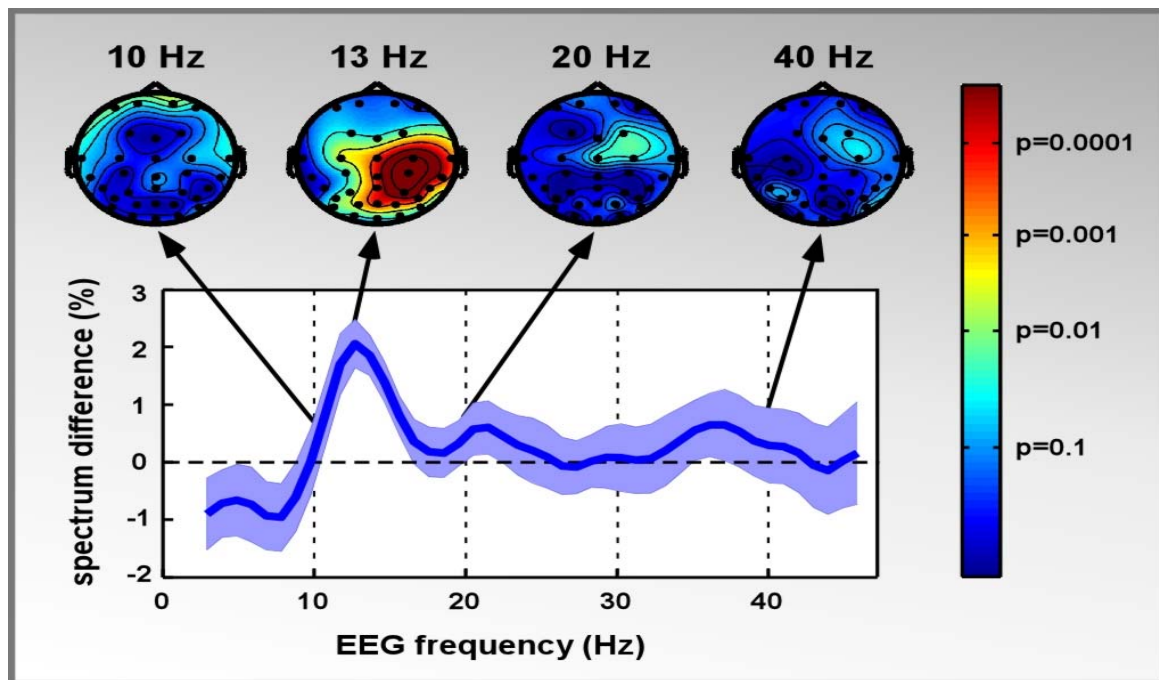 10 Hz 13 Hz 20 Hz 40 Hz
p=0.0001
p=0.001
p=0.01
p=0.1
spectrum difference (%)
3
2
1
0
-1
-2
0 10 20 30 40
EEG frequency (Hz)